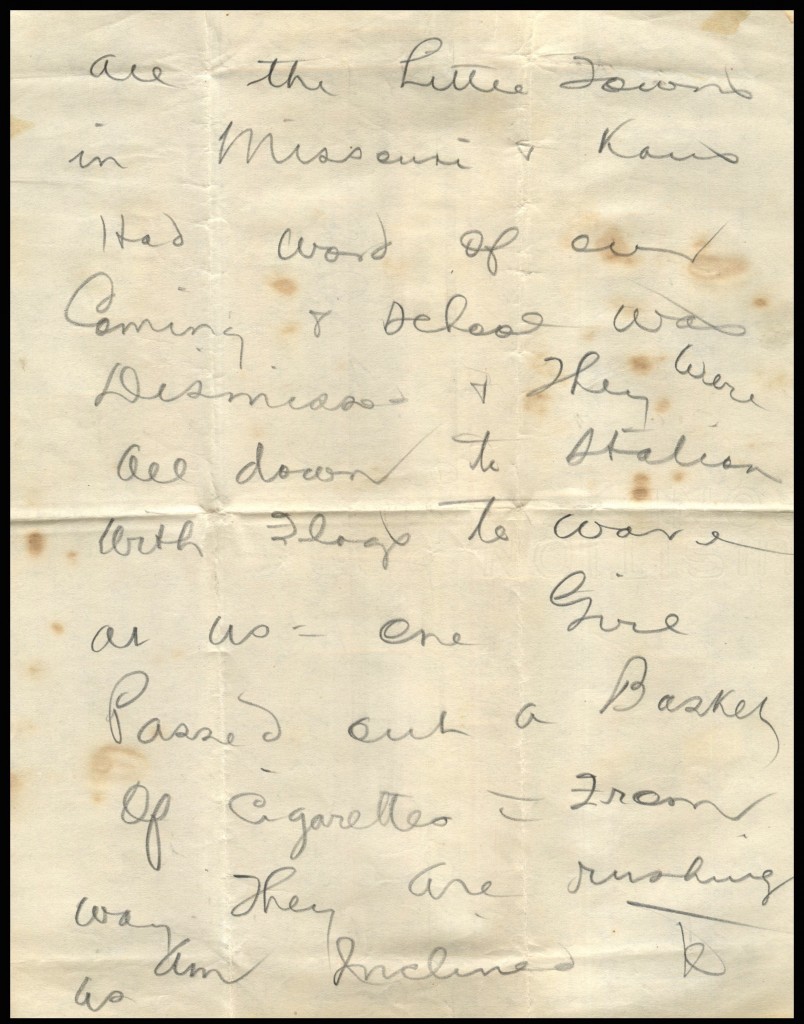 all the Little Towns
in Missouri & Kans
Had word of our
Coming & school was
Dismissed & They were
all down to station
with Flags to wave
at us - one Girl
Passed out a Basket
Of Cigarettes = From
way They are rushing
us am Inclined to